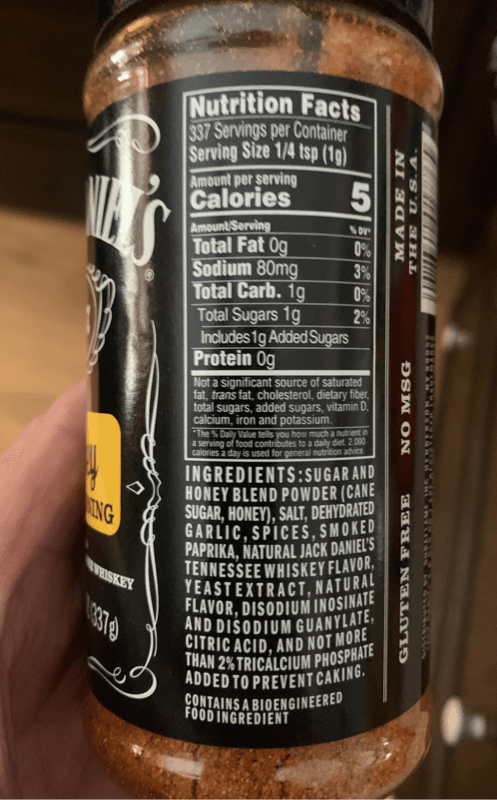 NIEL'S
®
NING
WHISKEY
(337g)
Nutrition Facts
337 Servings per Container
Serving Size 1/4 tsp (1g)
Amount per serving
Calories 5
Amount/Serving % DV*
Total Fat 0g 0%
Sodium 80mg 3%
Total Carb. 1g 0%
Total Sugars 1g 2%
Includes 1g Added Sugars
Protein 0g
Not a significant source of saturated
fat, trans fat, cholesterol, dietary fiber,
total sugars, added sugars, vitamin D,
calcium, iron and potassium.
*The % Daily Value tells you how much a nutrient in
a serving of food contributes to a daily diet. 2,000
calories a day is used for general nutrition advice.
INGREDIENTS: SUGAR AND
HONEY BLEND POWDER (CANE
SUGAR, HONEY), SALT, DEHYDRATED
GARLIC, SPICES, SMOKED
PAPRIKA, NATURAL JACK DANIEL'S
TENNESSEE WHISKEY FLAVOR,
YEAST EXTRACT, NATURAL
FLAVOR, DISODIUM INOSINATE
AND DISODIUM GUANYLATE,
CITRIC ACID, AND NOT MORE
THAN 2% TRICALCIUM PHOSPHATE
ADDED TO PREVENT CAKING.
CONTAINS A BIOENGINEERED
FOOD INGREDIENT
GLUTEN FREE NO MSG
MADE IN
THE U.S.A.